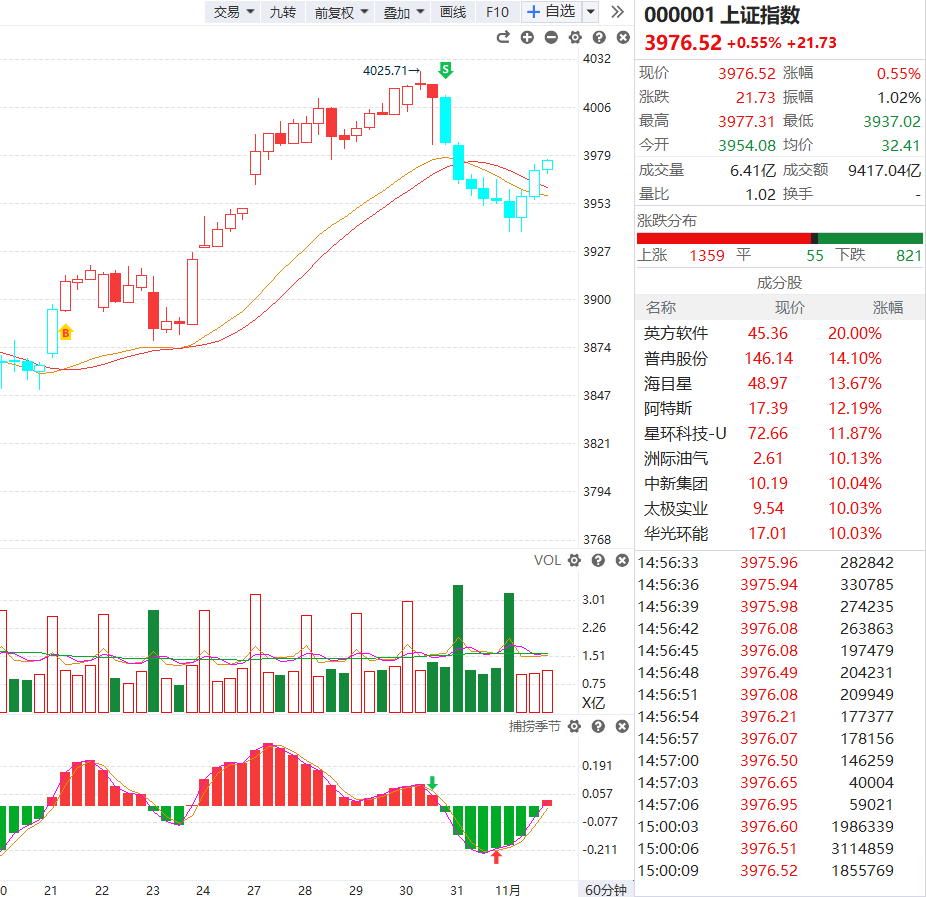 交易 九转 前复权 叠加 画线 F10 +自选
000001 上证指数
3976.52 +0.55% +21.73
4032
4025.71→ S
4006
3979
3953
3927
3900
B
3874
3847
3821
3794
3768
VOL
3.01
2.26
1.51
0.75
X亿
捕捞季节
0.191
0.057
-0.077
-0.211
0 21 22 23 24 27 28 29 30 31 11月 60分钟
现价 3976.52 涨幅 0.55%
涨跌 21.73 振幅 1.02%
最高 3977.31 最低 3937.02
今开 3954.08 均价 32.41
成交量 6.41亿 成交额 9417.04亿
量比 1.02 换手 -
涨跌分布
上涨 1359 平 55 下跌 821
成分股
名称 现价 涨幅
英方软件 45.36 20.00%
普冉股份 146.14 14.10%
海目星 48.97 13.67%
阿特斯 17.39 12.19%
星环科技-U 72.66 11.87%
洲际油气 2.61 10.13%
中新集团 10.19 10.04%
太极实业 9.54 10.03%
华光环能 17.01 10.03%
14:56:33 3975.96 282842
14:56:36 3975.94 330785
14:56:39 3975.98 274235
14:56:42 3976.08 263863
14:56:45 3976.08 197479
14:56:48 3976.49 204231
14:56:51 3976.08 209949
14:56:54 3976.21 177377
14:56:57 3976.07 178156
14:57:00 3976.50 146259
14:57:03 3976.65 40004
14:57:06 3976.95 59021
15:00:03 3976.60 1986339
15:00:06 3976.51 3114859
15:00:09 3976.52 1855769